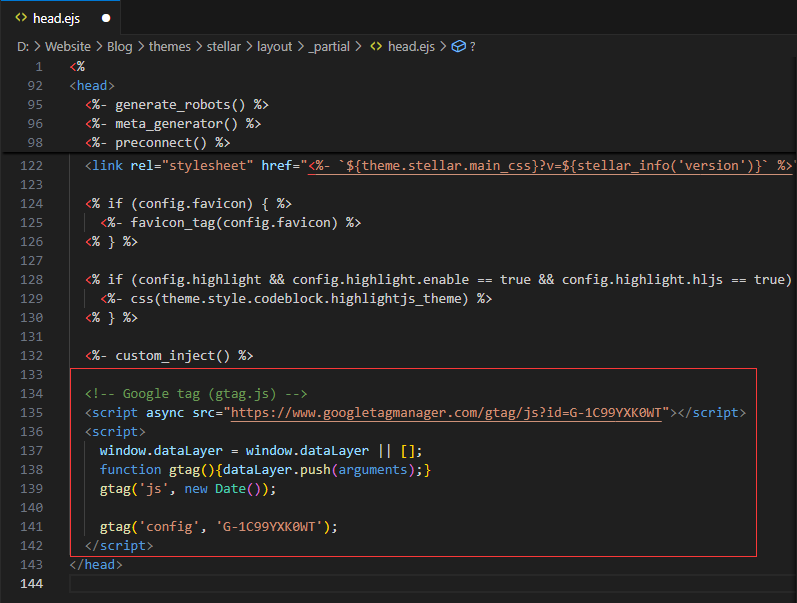 head.ejs
D: > Website > Blog > themes > stellar > layout > _partial > <> head.ejs > ?
1 <%
92 <head>
95 <%- generate_robots() %>
96 <%- meta_generator() %>
98 <%- preconnect() %>
122 <link rel="stylesheet" href="<%- `${theme.stellar.main_css}?v=${stellar_info('version')}` %>"
123
124 <% if (config.favicon) { %>
125 <%- favicon_tag(config.favicon) %>
126 <% } %>
127
128 <% if (config.highlight && config.highlight.enable == true && config.highlight.hljs == true)
129 <%- css(theme.style.codeblock.highlightjs_theme) %>
130 <% } %>
131
132 <%- custom_inject() %>
133
134 <!-- Google tag (gtag.js) -->
135 <script async src="https://www.googletagmanager.com/gtag/js?id=G-1C99YXK0WT"></script>
136 <script>
137 window.dataLayer = window.dataLayer || [];
138 function gtag(){dataLayer.push(arguments);}
139 gtag('js', new Date());
140
141 gtag('config', 'G-1C99YXK0WT');
142 </script>
143 </head>
144